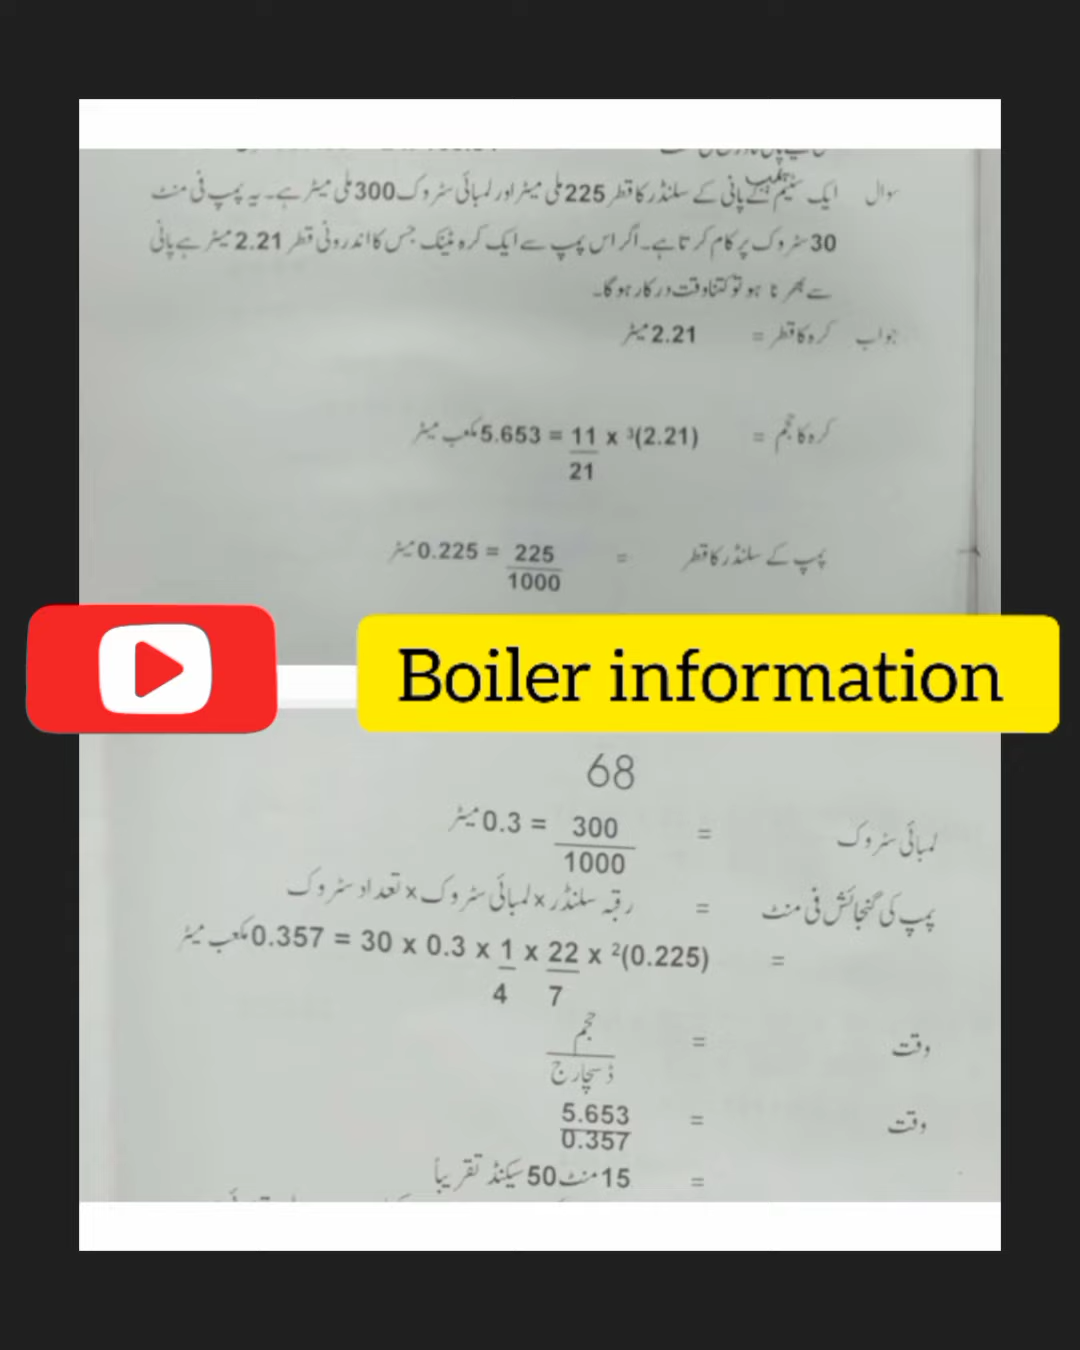 سوال ایک سٹیم پمپ کے پانی کے سلنڈر کا قطر 225 ملی میٹر اور لمبائی سٹروک 300 ملی میٹر ہے۔ یہ پمپ فی منٹ
30 سٹروک پر کام کرتا ہے۔ اگر اس پمپ سے ایک کرہ ٹینک جس کا اندرونی قطر 2.21 میٹر ہے پانی
سے بھرنا ہو تو کتنا وقت درکار ہوگا۔
جواب کرہ کا قطر = 2.21 میٹر
کرہ کا حجم = (2.21)³ x 11/21 = 5.653 مکعب میٹر
پمپ کے سلنڈر کا قطر = 225/1000 = 0.225 میٹر
Boiler information
68
لمبائی سٹروک = 300/1000 = 0.3 میٹر
پمپ کی گنجائش فی منٹ = رقبہ سلنڈر x لمبائی سٹروک x تعداد سٹروک
= (0.225)² x 22/7 x 1/4 x 0.3 x 30 = 0.357 مکعب میٹر
وقت = حجم/ڈسچارج
وقت = 5.653/0.357
= 15 منٹ 50 سیکنڈ تقریباً